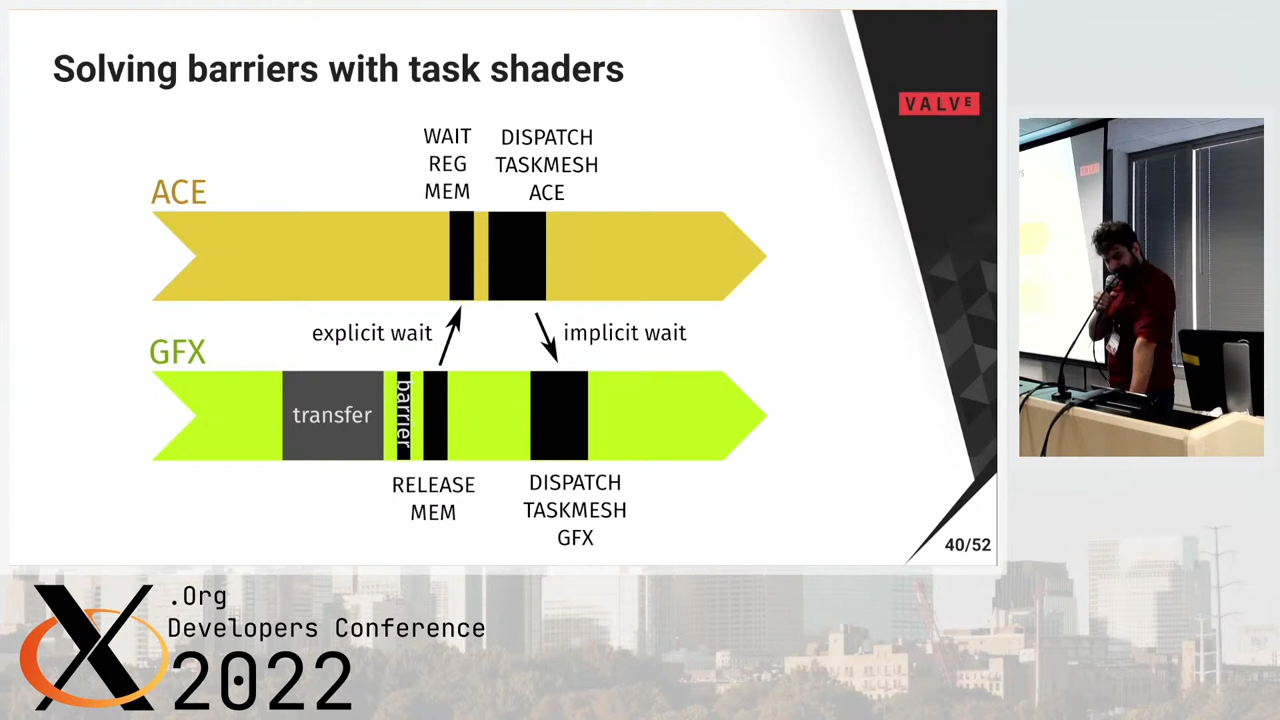 Solving barriers with task shaders
VALVE
WAIT
REG
MEM
DISPATCH
TASKMESH
ACE
ACE
explicit wait
implicit wait
GFX
transfer
barrier
RELEASE
MEM
DISPATCH
TASKMESH
GFX
40/52
X
.Org
Developers Conference
2022